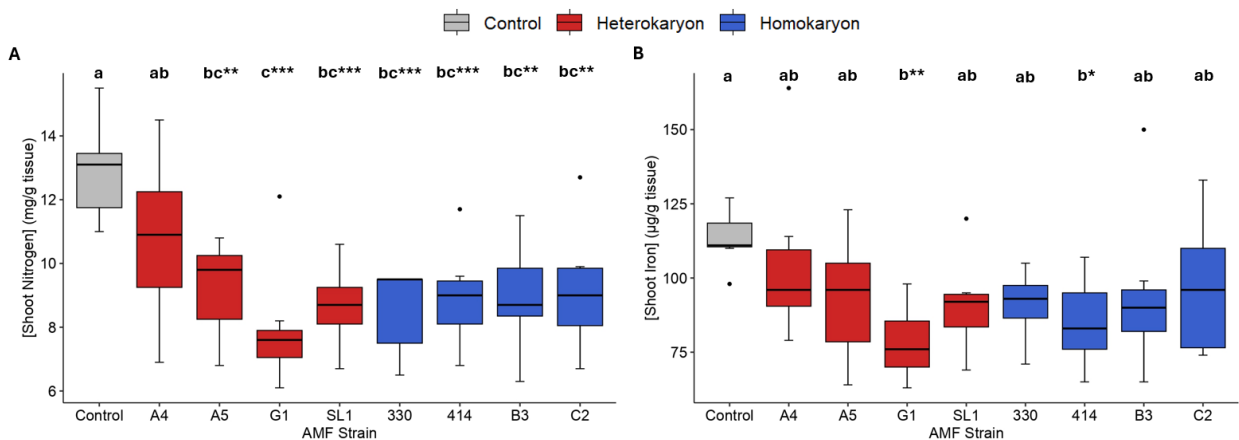 Control Heterokaryon Homokaryon
A
a ab bc** c*** bc*** bc*** bc*** bc** bc**
[Shoot Nitrogen] (mg/g tissue)
14
12
10
8
6
Control A4 A5 G1 SL1 330 414 B3 C2
AMF Strain
B
a ab ab b** ab ab b* ab ab
[Shoot Iron] (µg/g tissue)
150
125
100
75
Control A4 A5 G1 SL1 330 414 B3 C2
AMF Strain